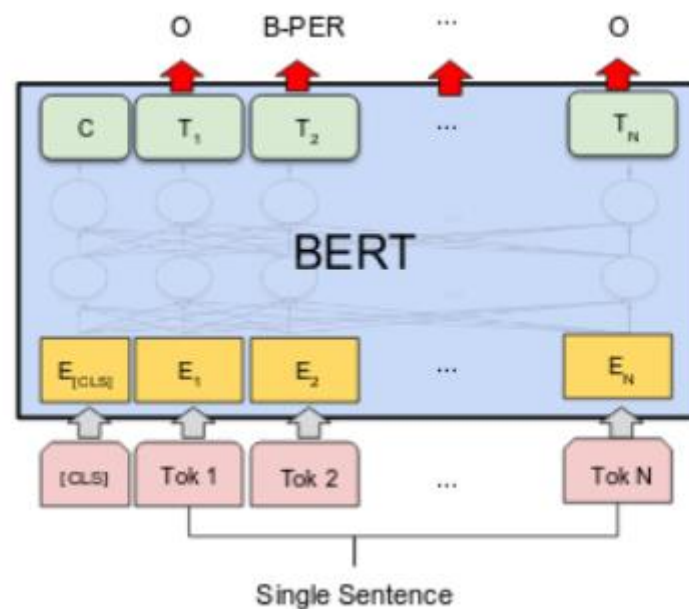 O B-PER ... O
C T1 T2 ... TN
BERT
E[CLS] E1 E2 ... EN
[CLS] Tok 1 Tok 2 ... Tok N
Single Sentence